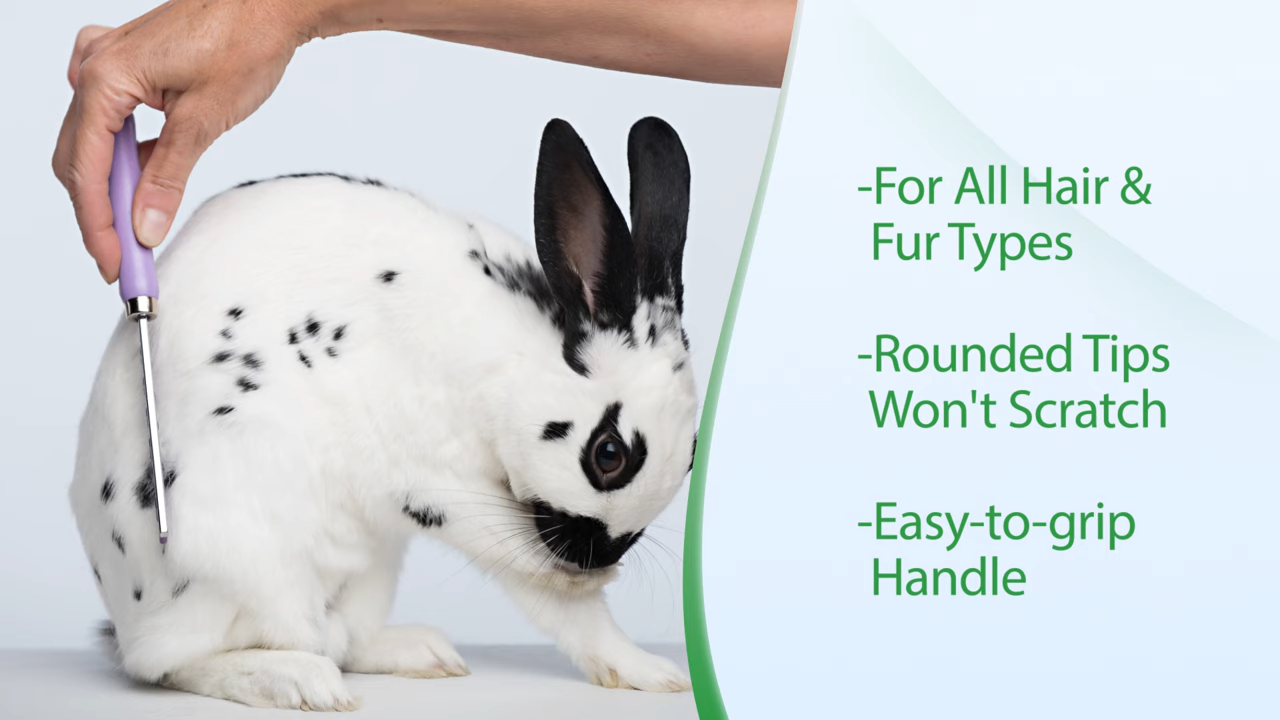 -For All Hair &
Fur Types
-Rounded Tips
Won't Scratch
-Easy-to-grip
Handle